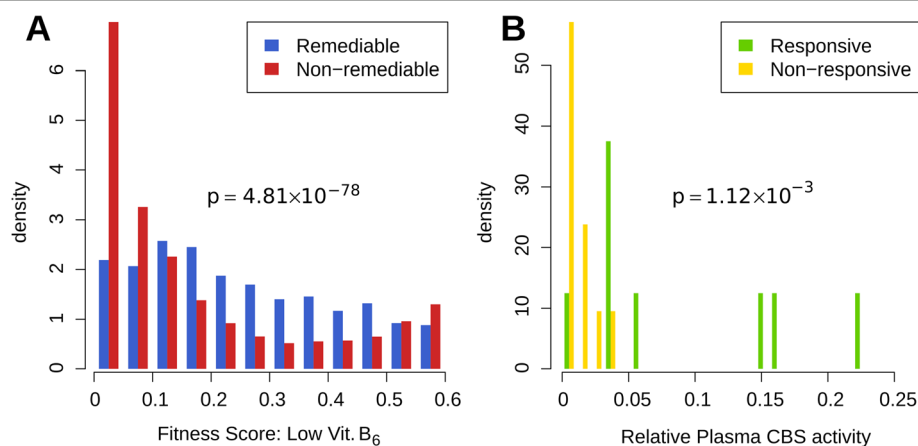 A
Remediable
Non−remediable
p = 4.81×10⁻⁷⁸
density
0
1
2
3
4
5
6
0 0.1 0.2 0.3 0.4 0.5 0.6
Fitness Score: Low Vit. B₆
B
Responsive
Non−responsive
p = 1.12×10⁻³
density
0
10
20
30
40
50
0 0.05 0.1 0.15 0.2 0.25
Relative Plasma CBS activity